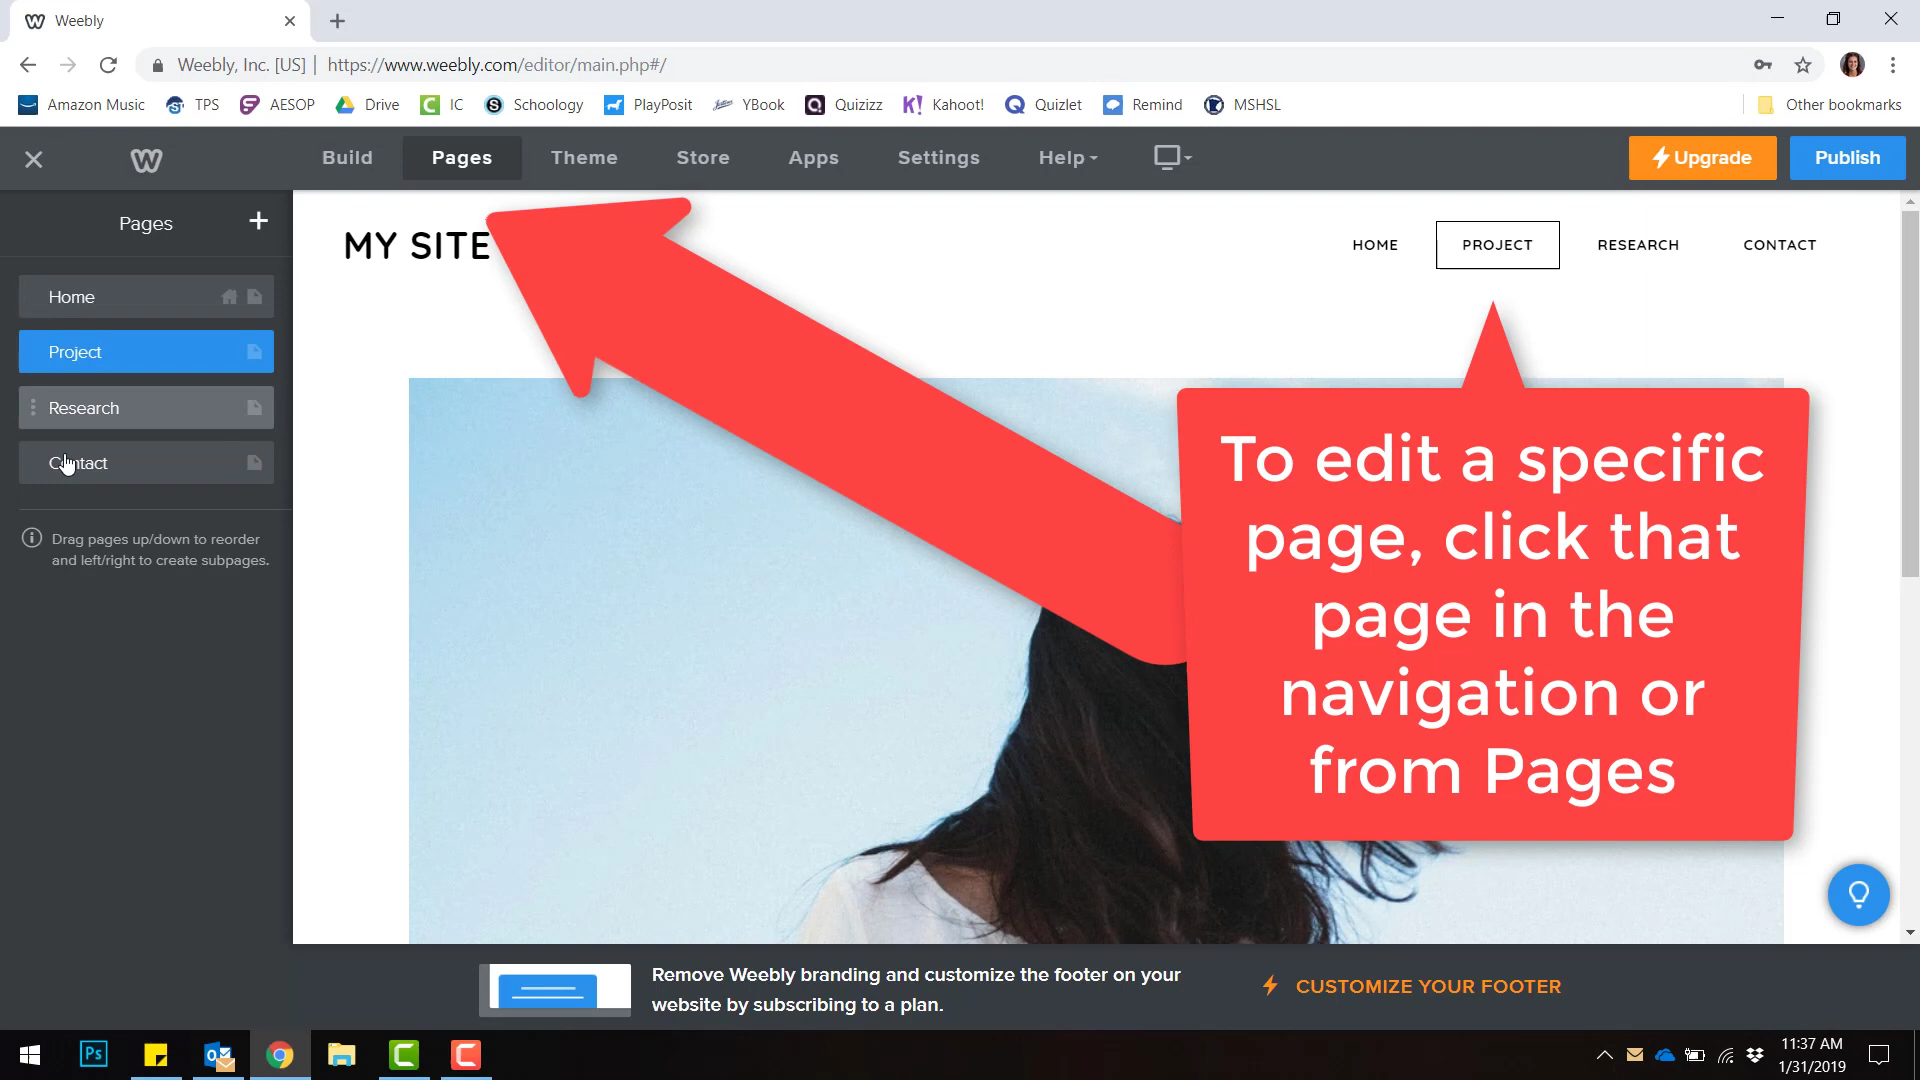 Weebly
Weebly, Inc. [US] | https://www.weebly.com/editor/main.php#/
Amazon Music TPS AESOP Drive IC Schoology PlayPosit YBook Quizizz Kahoot! Quizlet Remind MSHSL Other bookmarks
Build Pages Theme Store Apps Settings Help Upgrade Publish
Pages
Home
Project
Research
Contact
Drag pages up/down to reorder
and left/right to create subpages.
MY SITE
HOME PROJECT RESEARCH CONTACT
To edit a specific
page, click that
page in the
navigation or
from Pages
Remove Weebly branding and customize the footer on your
website by subscribing to a plan.
CUSTOMIZE YOUR FOOTER
11:37 AM
1/31/2019